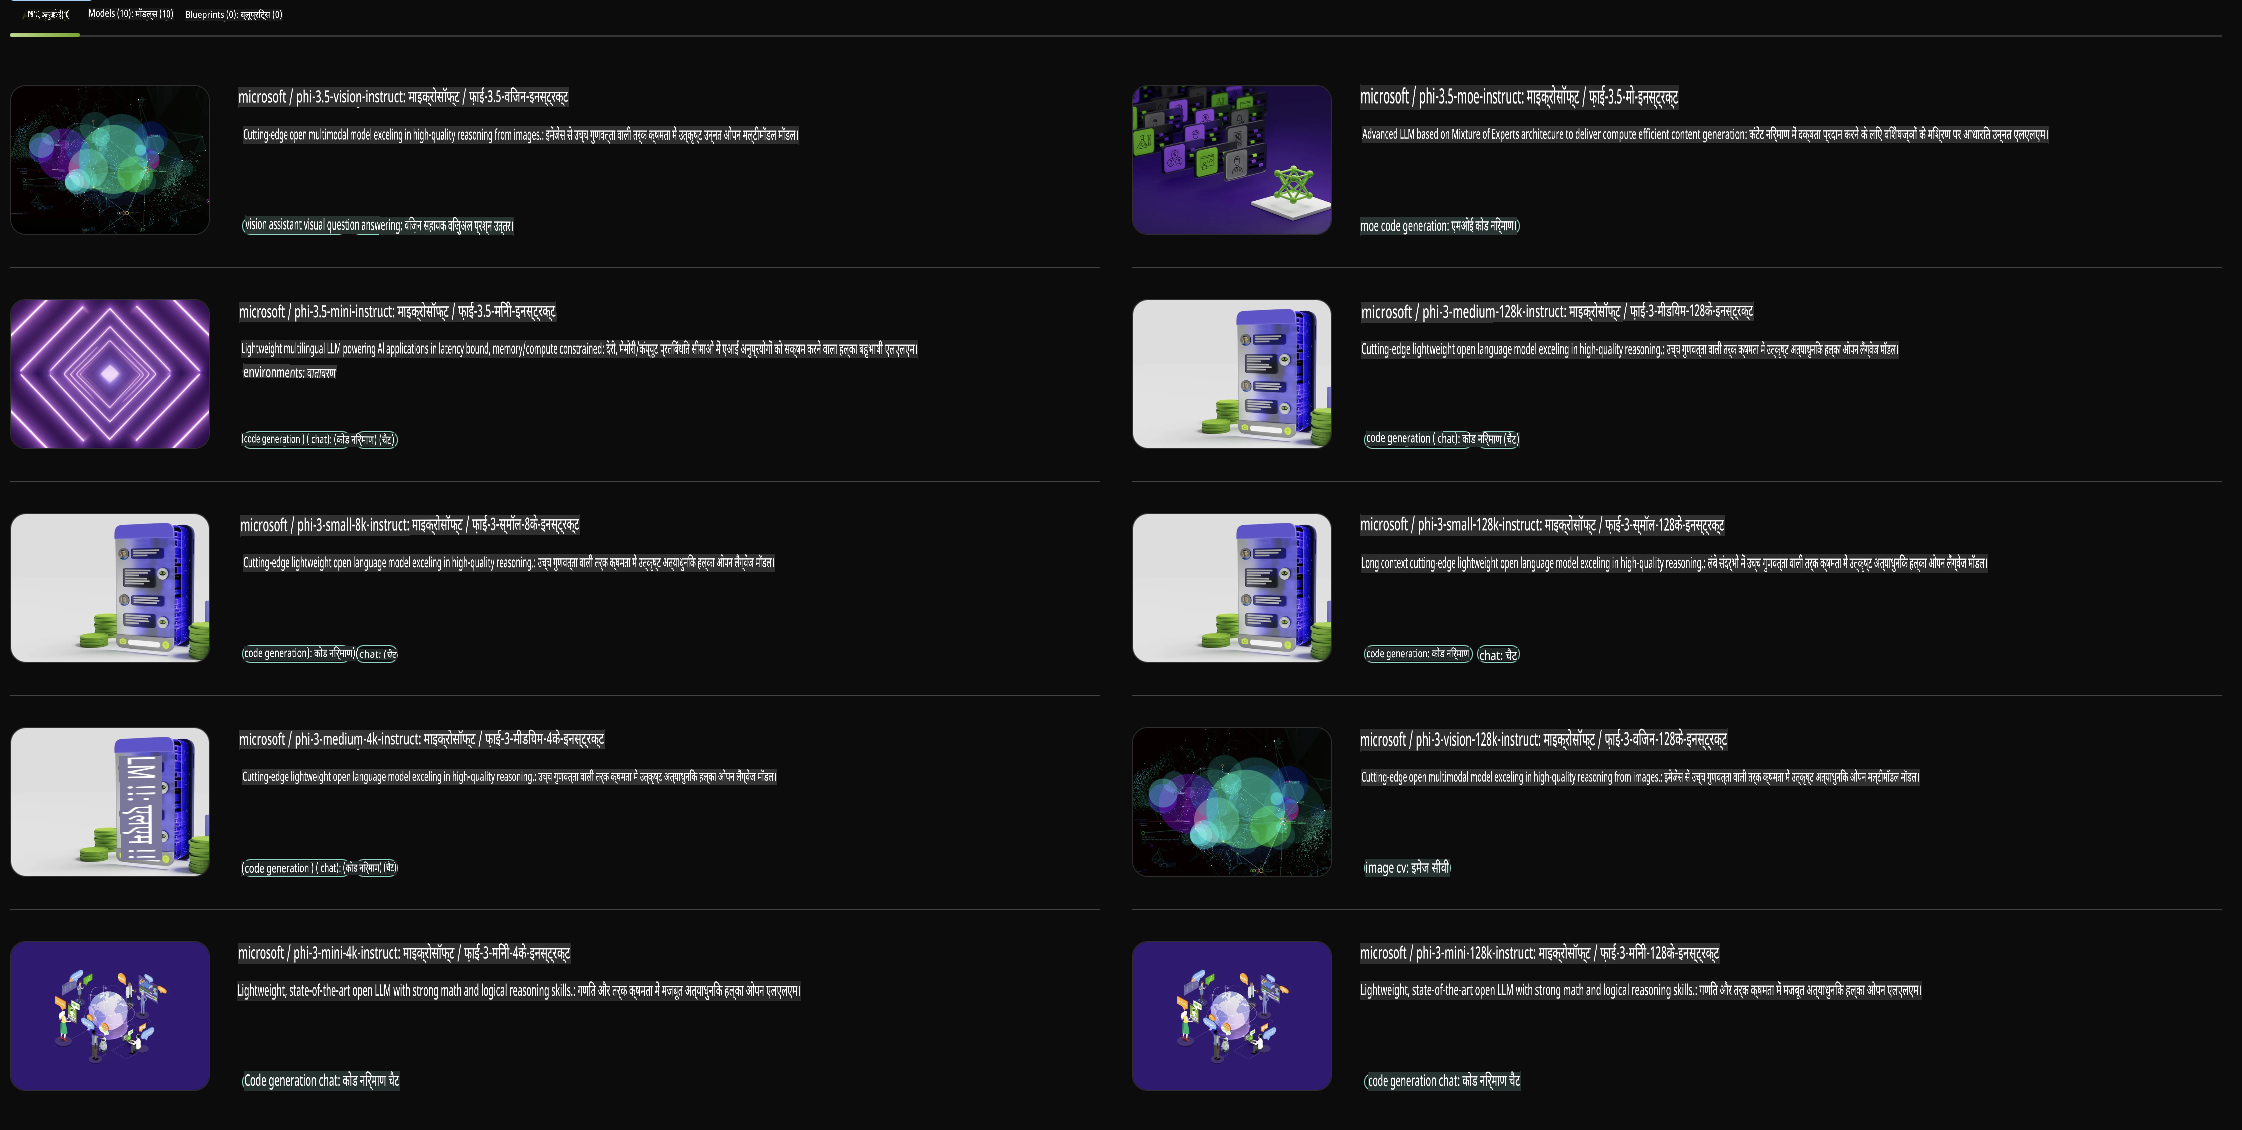 Models (10): मॉडल्स (10)
Blueprints (0): ब्लूप्रिंट्स (0)
microsoft / phi-3.5-vision-instruct: माइक्रोसॉफ्ट / फ़ाई-3.5-विजन-इनस्ट्रक्ट
Cutting-edge open multimodal model exceling in high-quality reasoning from images.: इमेजेस से उच्च गुणवत्ता वाली तर्क क्षमता में उत्कृष्ट उन्नत ओपन मल्टीमॉडल मॉडल।
vision assistant visual question answering: विजन सहायक विजुअल प्रश्न उत्तर।
microsoft / phi-3.5-moe-instruct: माइक्रोसॉफ्ट / फ़ाई-3.5-मो-इनस्ट्रक्ट
Advanced LLM based on Mixture of Experts architecure to deliver compute efficient content generation: कंटेंट निर्माण में दक्षता प्रदान करने के लिए विशेषज्ञों के मिश्रण पर आधारित उन्नत एलएलएम।
moe code generation: एमओई कोड निर्माण।
microsoft / phi-3.5-mini-instruct: माइक्रोसॉफ्ट / फ़ाई-3.5-मिनी-इनस्ट्रक्ट
Lightweight multilingual LLM powering AI applications in latency bound, memory/compute constrained: देरी, मेमोरी/कंप्यूट प्रतिबंधित सीमाओं में एआई अनुप्रयोगों को सक्षम करने वाला हल्का बहुभाषी एलएलएम।
environments: वातावरण
code generation ) ( chat): (कोड निर्माण) (चैट)
microsoft / phi-3-medium-128k-instruct: माइक्रोसॉफ्ट / फ़ाई-3-मीडियम-128के-इनस्ट्रक्ट
Cutting-edge lightweight open language model exceling in high-quality reasoning.: उच्च गुणवत्ता वाली तर्क क्षमता में उत्कृष्ट अत्याधुनिक हल्का ओपन लैंग्वेज मॉडल।
code generation ( chat): कोड निर्माण (चैट)
microsoft / phi-3-small-8k-instruct: माइक्रोसॉफ्ट / फ़ाई-3-स्मॉल-8के-इनस्ट्रक्ट
Cutting-edge lightweight open language model exceling in high-quality reasoning.: उच्च गुणवत्ता वाली तर्क क्षमता में उत्कृष्ट अत्याधुनिक हल्का ओपन लैंग्वेज मॉडल।
code generation): कोड निर्माण) chat: (चैट
microsoft / phi-3-small-128k-instruct: माइक्रोसॉफ्ट / फ़ाई-3-स्मॉल-128के-इनस्ट्रक्ट
Long context cutting-edge lightweight open language model exceling in high-quality reasoning.: लंबे संदर्भों में उच्च गुणवत्ता वाली तर्क क्षमता में उत्कृष्ट अत्याधुनिक हल्का ओपन लैंग्वेज मॉडल।
code generation: कोड निर्माण chat: चैट
microsoft / phi-3-medium-4k-instruct: माइक्रोसॉफ्ट / फ़ाई-3-मीडियम-4के-इनस्ट्रक्ट
Cutting-edge lightweight open language model exceling in high-quality reasoning.: उच्च गुणवत्ता वाली तर्क क्षमता में उत्कृष्ट अत्याधुनिक हल्का ओपन लैंग्वेज मॉडल।
(code generation ) ( chat): (कोड निर्माण) (चैट)
microsoft / phi-3-vision-128k-instruct: माइक्रोसॉफ्ट / फ़ाई-3-विजन-128के-इनस्ट्रक्ट
Cutting-edge open multimodal model exceling in high-quality reasoning from images.: इमेजेस से उच्च गुणवत्ता वाली तर्क क्षमता में उत्कृष्ट अत्याधुनिक ओपन मल्टीमॉडल मॉडल।
image cv: इमेज सीवी
microsoft / phi-3-mini-4k-instruct: माइक्रोसॉफ्ट / फ़ाई-3-मिनी-4के-इनस्ट्रक्ट
Lightweight, state-of-the-art open LLM with strong math and logical reasoning skills.: गणित और तर्क क्षमता में मजबूत अत्याधुनिक हल्का ओपन एलएलएम।
Code generation chat: कोड निर्माण चैट
microsoft / phi-3-mini-128k-instruct: माइक्रोसॉफ्ट / फ़ाई-3-मिनी-128के-इनस्ट्रक्ट
Lightweight, state-of-the-art open LLM with strong math and logical reasoning skills.: गणित और तर्क क्षमता में मजबूत अत्याधुनिक हल्का ओपन एलएलएम।
code generation chat: कोड निर्माण चैट